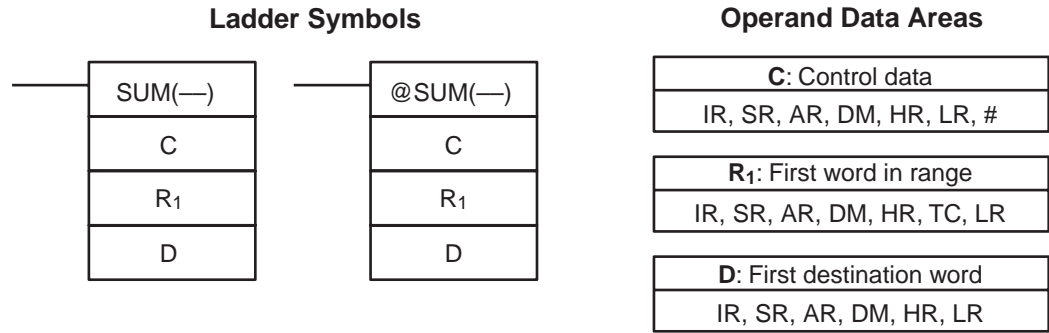 Ladder Symbols
SUM(—)
C
R1
D
@SUM(—)
C
R1
D
Operand Data Areas
C: Control data
IR, SR, AR, DM, HR, LR, #
R1: First word in range
IR, SR, AR, DM, HR, TC, LR
D: First destination word
IR, SR, AR, DM, HR, LR